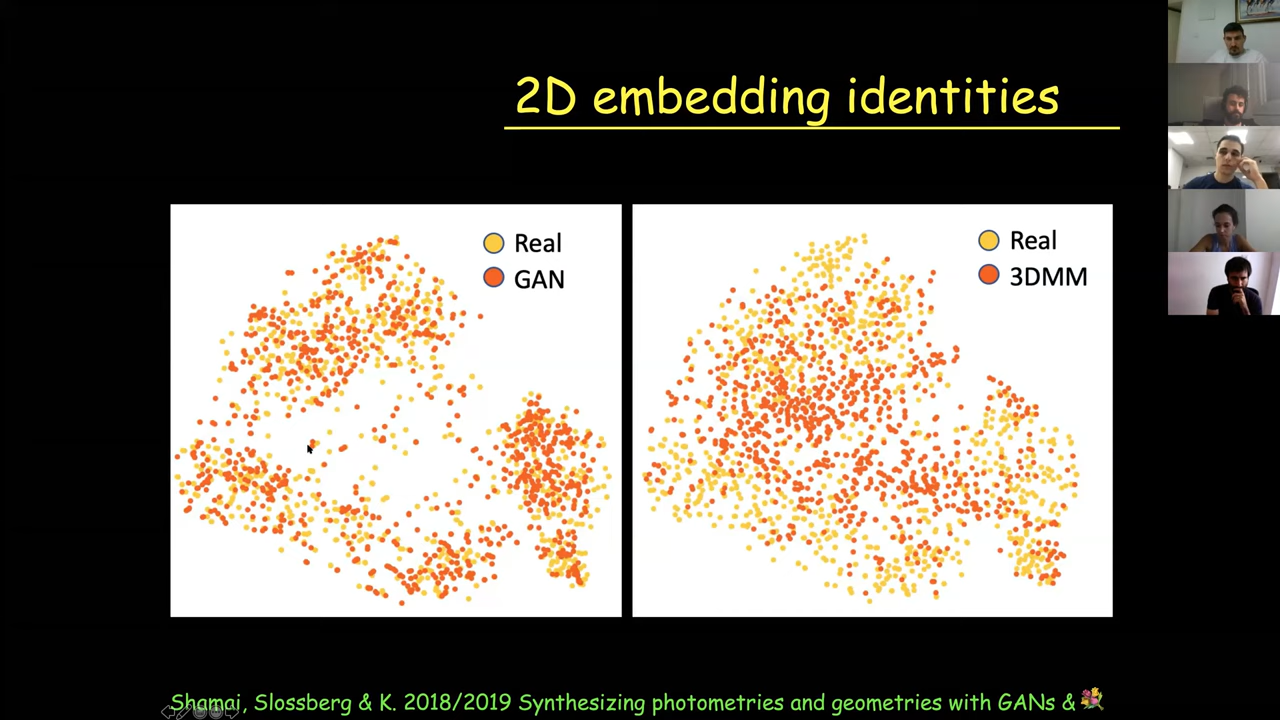 2D embedding identities
Real
GAN
Real
3DMM
Shamai, Slossberg & K. 2018/2019 Synthesizing photometries and geometries with GANs & 💐